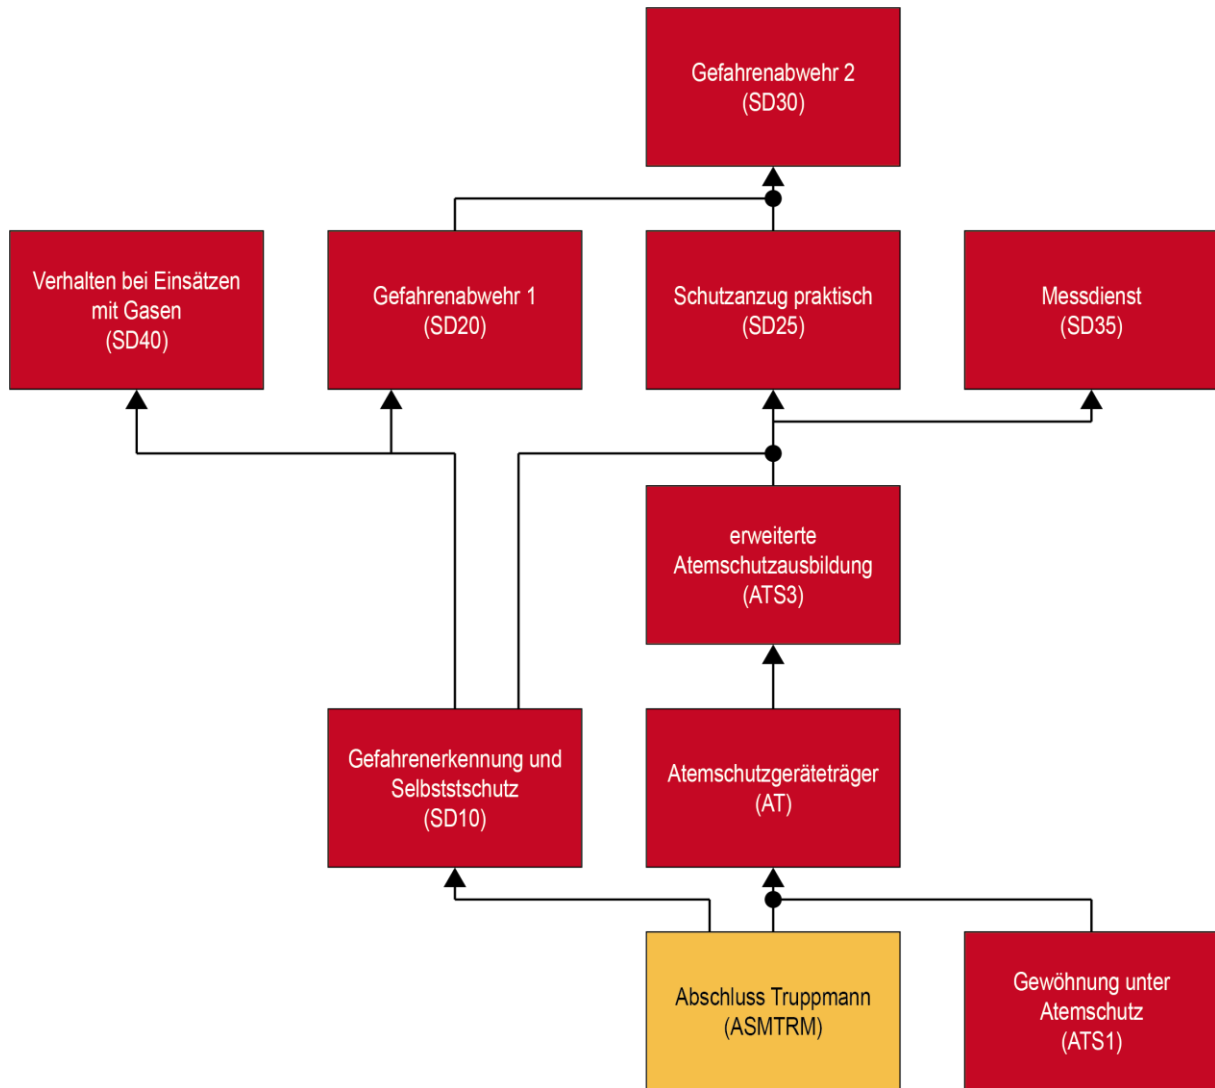 Gefahrenabwehr 2
(SD30)
Verhalten bei Einsätzen
mit Gasen
(SD40)
Gefahrenabwehr 1
(SD20)
Schutzanzug praktisch
(SD25)
Messdienst
(SD35)
erweiterte
Atemschutzausbildung
(ATS3)
Gefahrenerkennung und
Selbststschutz
(SD10)
Atemschutzgeräteträger
(AT)
Abschluss Truppmann
(ASMTRM)
Gewöhnung unter
Atemschutz
(ATS1)